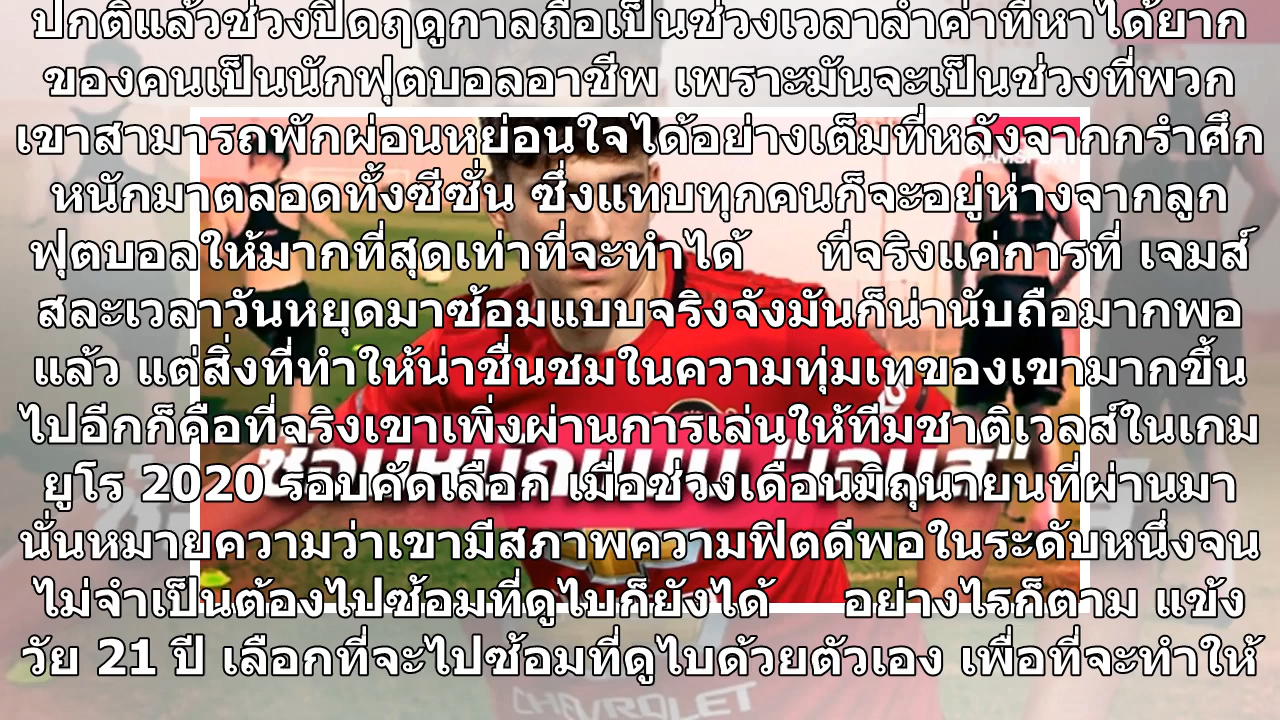 ปกติแล้วช่วงปิดฤดูกาลถือเป็นช่วงเวลาล้ำค่าที่หาได้ยาก
ของคนเป็นนักฟุตบอลอาชีพ เพราะมันจะเป็นช่วงที่พวก
เขาสามารถพักผ่อนหย่อนใจได้อย่างเต็มที่หลังจากกรำศึก
หนักมาตลอดทั้งซีซั่น ซึ่งแทบทุกคนก็จะอยู่ห่างจากลูก
ฟุตบอลให้มากที่สุดเท่าที่จะทำได้ ที่จริงแค่การที่ เจมส์
สละเวลาวันหยุดมาซ้อมแบบจริงจังมันก็น่านับถือมากพอ
แล้ว แต่สิ่งที่ทำให้น่าชื่นชมในความทุ่มเทของเขามากขึ้น
ไปอีกก็คือที่จริงเขาเพิ่งผ่านการเล่นให้ทีมชาติเวลส์ในเกม
ยูโร 2020 รอบคัดเลือก เมื่อช่วงเดือนมิถุนายนที่ผ่านมา
นั่นหมายความว่าเขามีสภาพความฟิตดีพอในระดับหนึ่งจน
ไม่จำเป็นต้องไปซ้อมที่ดูไบก็ยังได้ อย่างไรก็ตาม แข้ง
วัย 21 ปี เลือกที่จะไปซ้อมที่ดูไบด้วยตัวเอง เพื่อที่จะทำให้
CHEVROLET